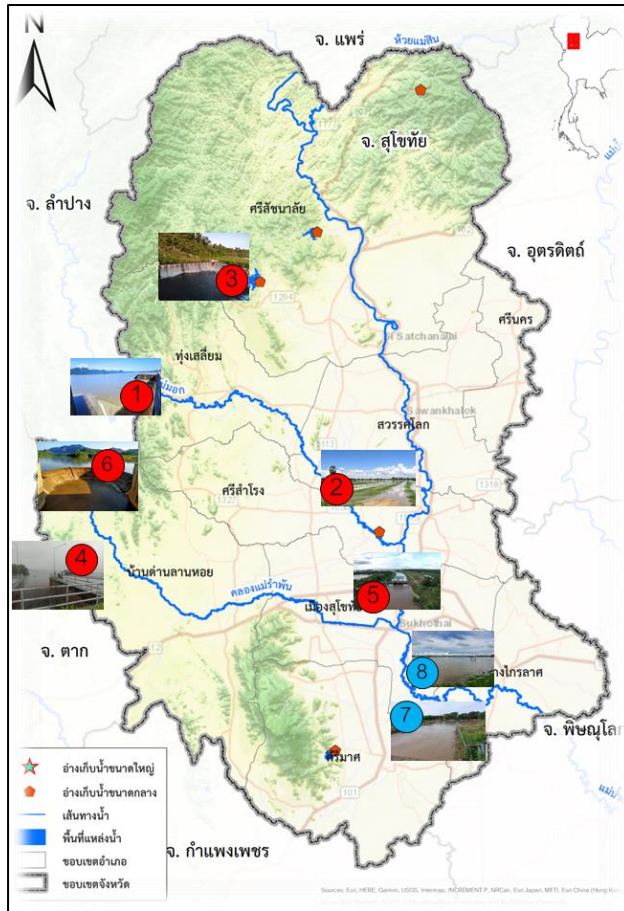 N
จ. แพร่
ห้วยแม่สิน
จ. สุโขทัย
จ. ลำปาง
ศรีสัชนาลัย
จ. อุตรดิตถ์
3
1294
ศรีนคร
Si Satchanalai
ทุ่งเสลี่ยม
1
Sawankhalok
สวรรคโลก
6
113
2
ศรีสำโรง
1327
1318
4
บ้านด่านลานหอย
คลองแม่รำพัน
5
เมืองสุโขทัย
Sukhothai
จ. ตาก
12
8
างไกรลาศ
7
จ. พิษณุโลก
101
อ่างเก็บน้ำขนาดใหญ่
อ่างเก็บน้ำขนาดกลาง
เส้นทางน้ำ
พื้นที่แหล่งน้ำ
ขอบเขตอำเภอ
ขอบเขตจังหวัด
จ. กำแพงเพชร
Sources: Esri, HERE, Garmin, USGS, Intermap, INCREMENT P, NRCan, Esri Japan, METI, Esri China (Hong Kong